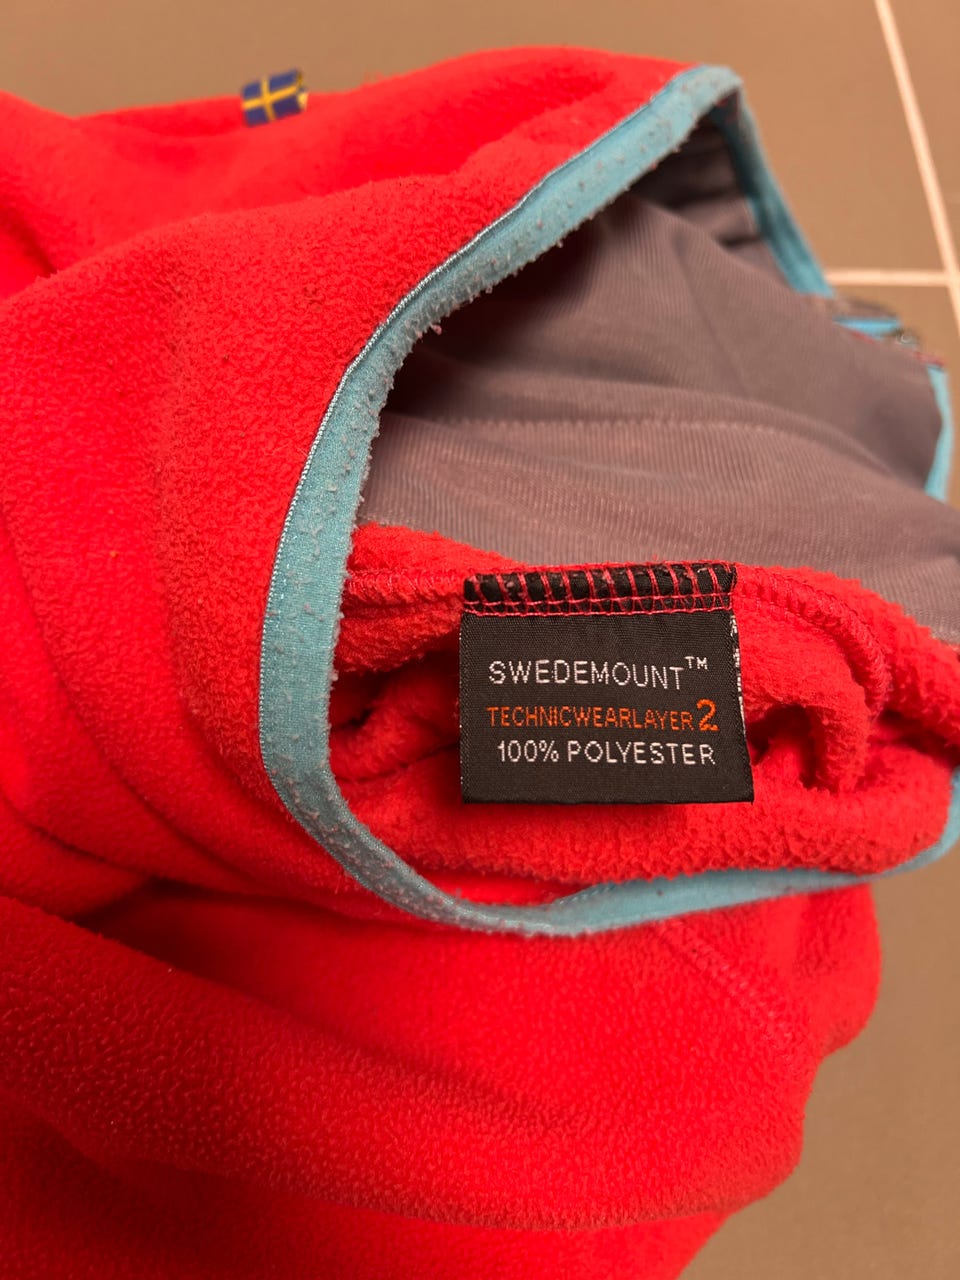 SWEDEMOUNT™
TECHNICWEARLAYER 2
100% POLYESTER